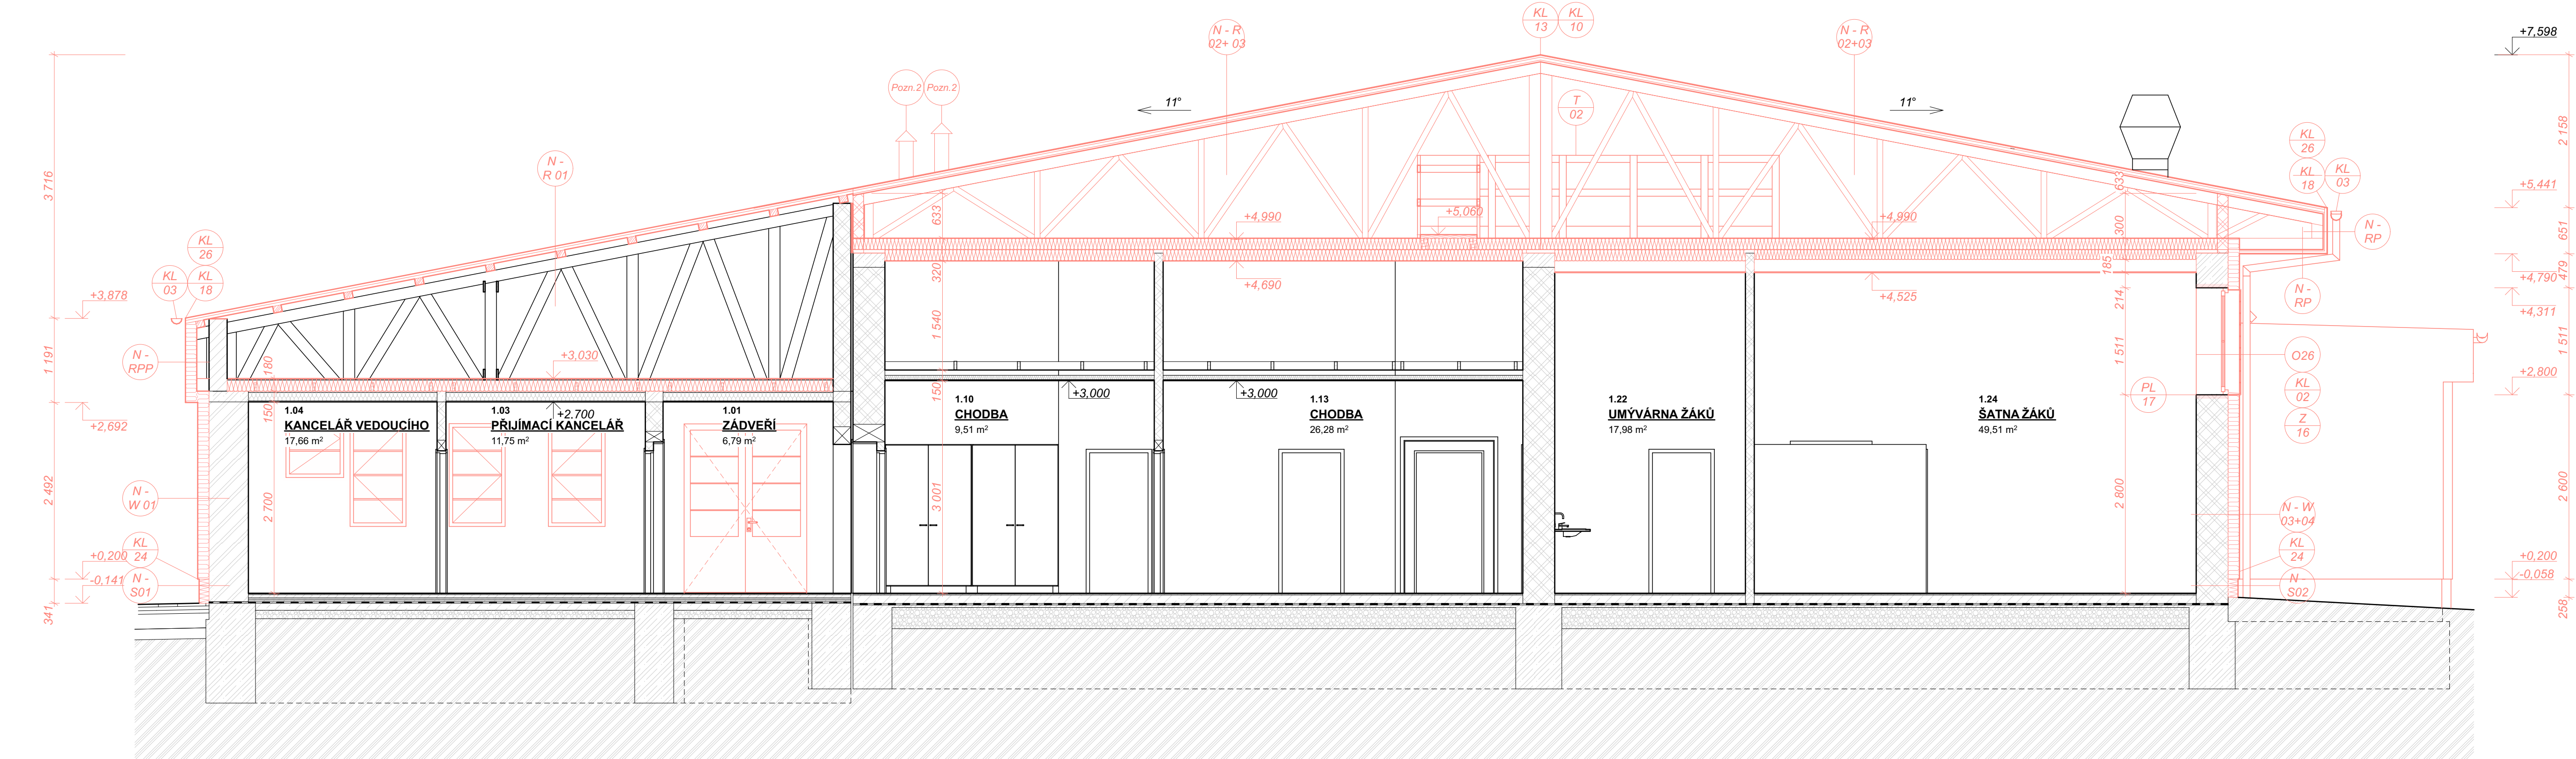 KL
13
KL
10
N - R
02+ 03
N - R
02+03
+7,598
Pozn.2
Pozn.2
11°
T
02
11°
3 716
2 158
N -
R 01
KL
26
KL
18
KL
03
+5,441
633
+4,990
+5,060
+4,990
633
300
651
N -
RP
KL
26
KL
03
KL
18
320
+4,690
185
+4,525
479
+4,790
N -
RP
+4,311
+3,878
1 540
214
1 191
N -
RPP
180
+3,030
1 511
O26
1 511
+2,800
150
+3,000
+3,000
PL
17
KL
02
Z
16
150
+2,692
+2,700
1.04
KANCELÁŘ VEDOUCÍHO
17,66 m²
1.03
PŘIJÍMACÍ KANCELÁŘ
11,75 m²
1.01
ZÁDVEŘÍ
6,79 m²
1.10
CHODBA
9,51 m²
1.13
CHODBA
26,28 m²
1.22
UMÝVÁRNA ŽÁKŮ
17,98 m²
1.24
ŠATNA ŽÁKŮ
49,51 m²
2 492
N -
W 01
2 700
3 001
2 800
2 600
N - W
03+04
KL
24
+0,200
KL
24
+0,200
-0,141
N -
S01
N -
S02
-0,058
341
258